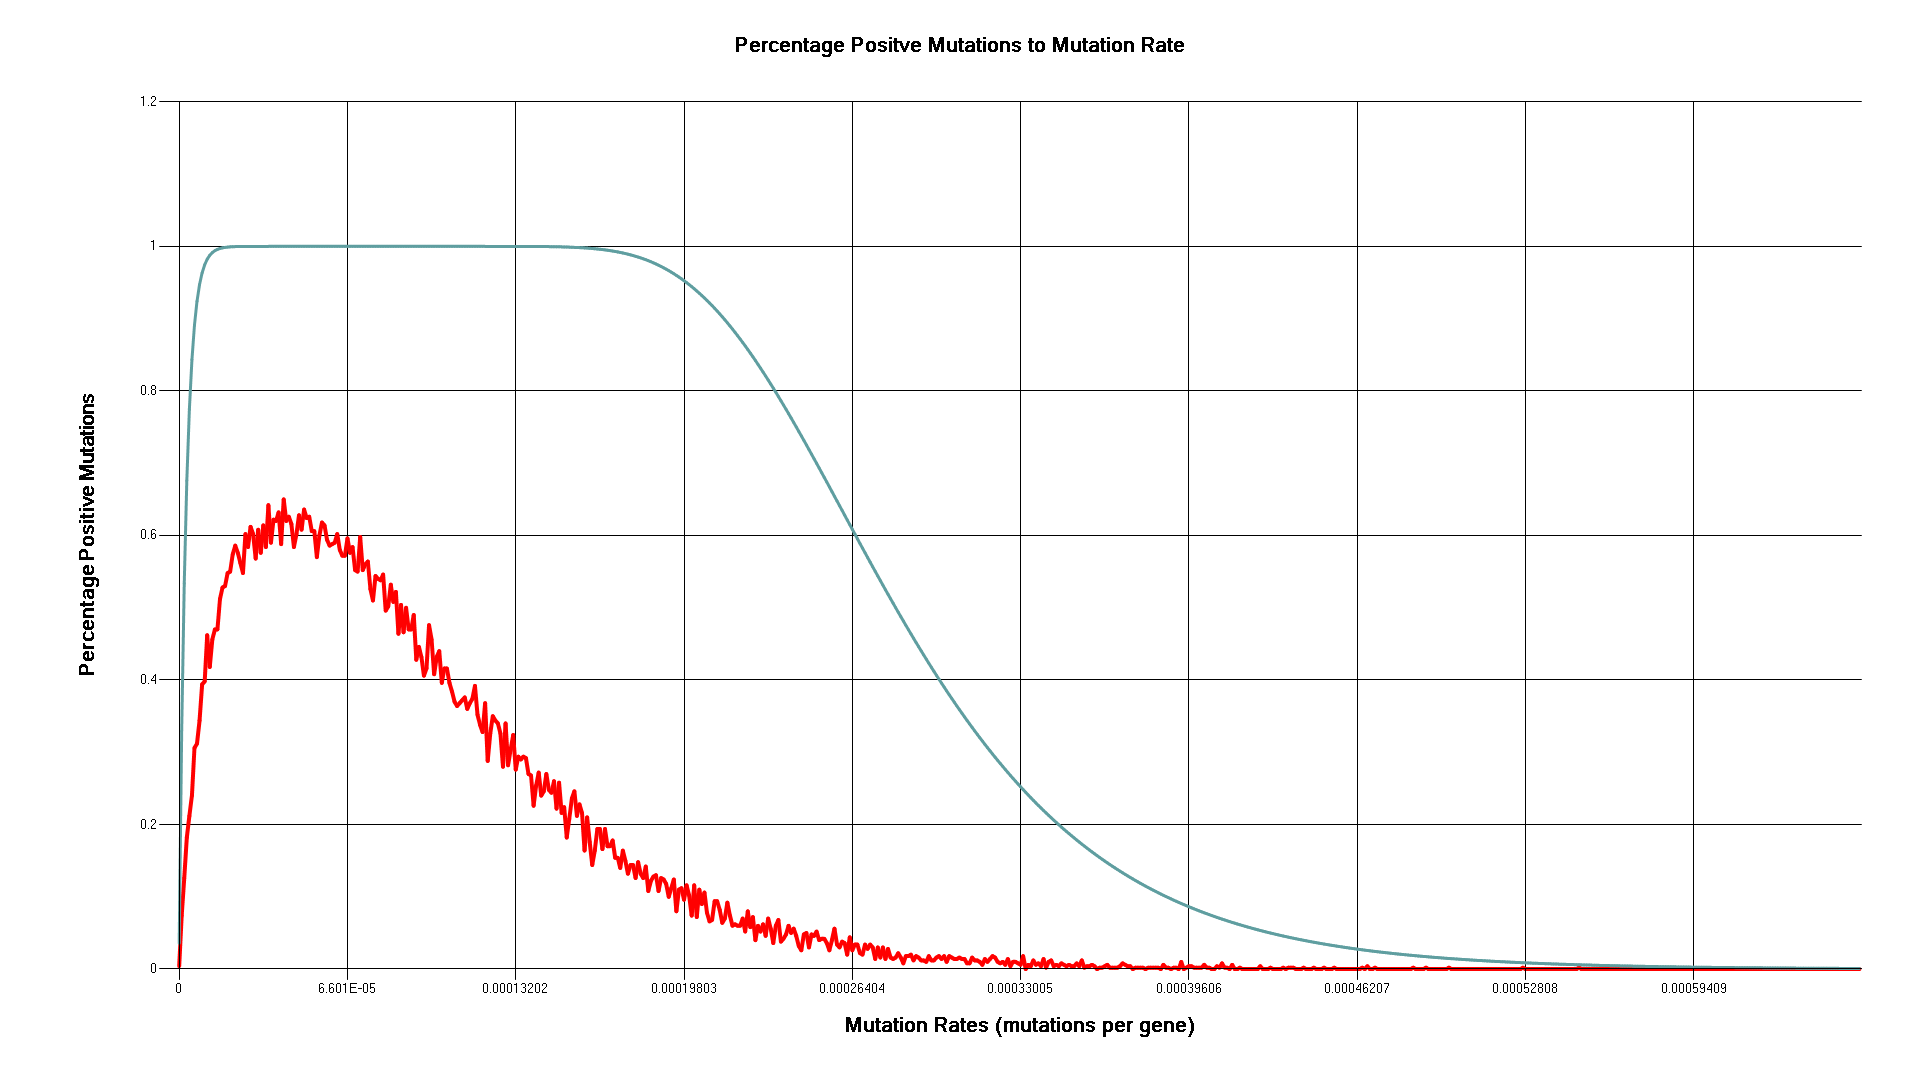 Percentage Positve Mutations to Mutation Rate
1.2
1
0.8
0.6
0.4
0.2
0
Percentage Positive Mutations
0 6.601E-05 0.00013202 0.00019803 0.00026404 0.00033005 0.00039606 0.00046207 0.00052808 0.00059409
Mutation Rates (mutations per gene)